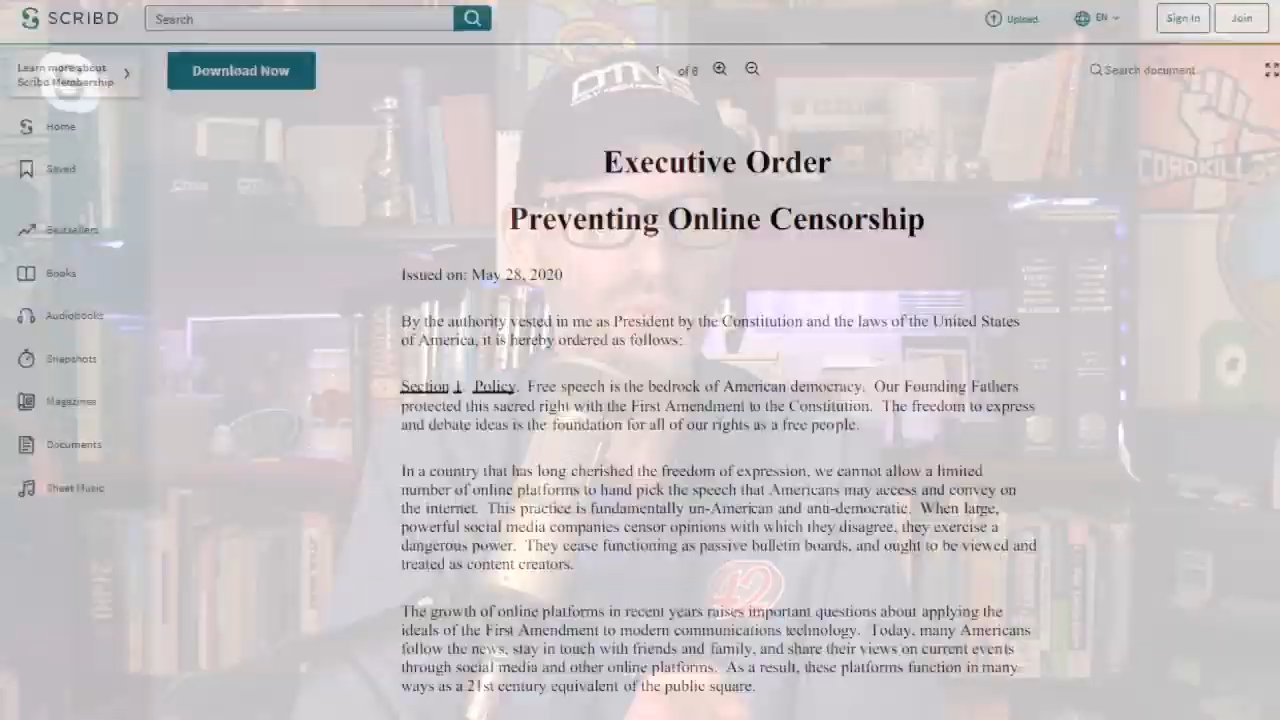 SCRIBD
Search
Upload
EN
Sign In
Join
Learn more about
Scribd Membership
Download Now
1 of 8
Search document
Home
Saved
Bestsellers
Books
Audiobooks
Snapshots
Magazines
Documents
Sheet Music
Executive Order
Preventing Online Censorship
Issued on: May 28, 2020
By the authority vested in me as President by the Constitution and the laws of the United States
of America, it is hereby ordered as follows:
Section 1. Policy. Free speech is the bedrock of American democracy. Our Founding Fathers
protected this sacred right with the First Amendment to the Constitution. The freedom to express
and debate ideas is the foundation for all of our rights as a free people.
In a country that has long cherished the freedom of expression, we cannot allow a limited
number of online platforms to hand pick the speech that Americans may access and convey on
the internet. This practice is fundamentally un-American and anti-democratic. When large,
powerful social media companies censor opinions with which they disagree, they exercise a
dangerous power. They cease functioning as passive bulletin boards, and ought to be viewed and
treated as content creators.
The growth of online platforms in recent years raises important questions about applying the
ideals of the First Amendment to modern communications technology. Today, many Americans
follow the news, stay in touch with friends and family, and share their views on current events
through social media and other online platforms. As a result, these platforms function in many
ways as a 21st century equivalent of the public square.